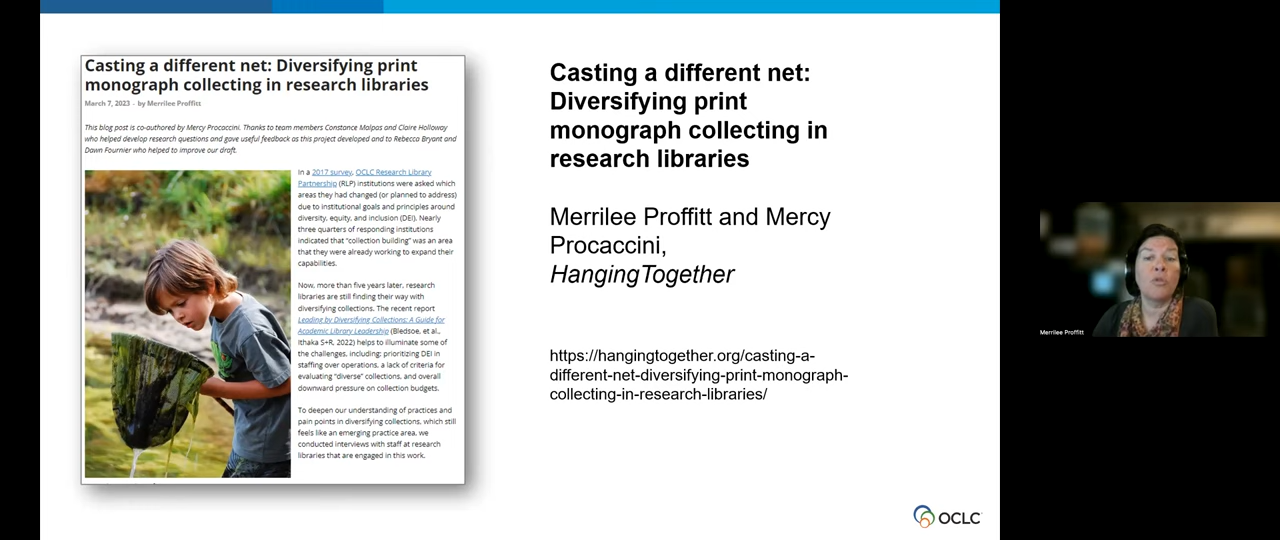 Casting a different net: Diversifying print
monograph collecting in research libraries
March 7, 2023 - by Merrilee Proffitt
This blog post is co-authored by Mercy Procaccini. Thanks to team members Constance Malpas and Claire Holloway
who helped develop research questions and gave useful feedback as this project developed and to Rebecca Bryant and
Dawn Fournier who helped to improve our draft.
In a 2017 survey, OCLC Research Library
Partnership (RLP) institutions were asked which
areas they had changed (or planned to address)
due to institutional goals and principles around
diversity, equity, and inclusion (DEI). Nearly
three quarters of responding institutions
indicated that "collection building" was an area
that they were already working to expand their
capabilities.
Now, more than five years later, research
libraries are still finding their way with
diversifying collections. The recent report
Leading by Diversifying Collections: A Guide for
Academic Library Leadership (Bledsoe, et al.,
Ithaka S+R, 2022) helps to illuminate some of
the challenges, including: prioritizing DEI in
staffing over operations, a lack of criteria for
evaluating "diverse" collections, and overall
downward pressure on collection budgets.
To deepen our understanding of practices and
pain points in diversifying collections, which still
feels like an emerging practice area, we
conducted interviews with staff at research
libraries that are engaged in this work.
Casting a different net:
Diversifying print
monograph collecting in
research libraries
Merrilee Proffitt and Mercy
Procaccini,
HangingTogether
https://hangingtogether.org/casting-a-
different-net-diversifying-print-monograph-
collecting-in-research-libraries/
OCLC
Merrilee Proffitt